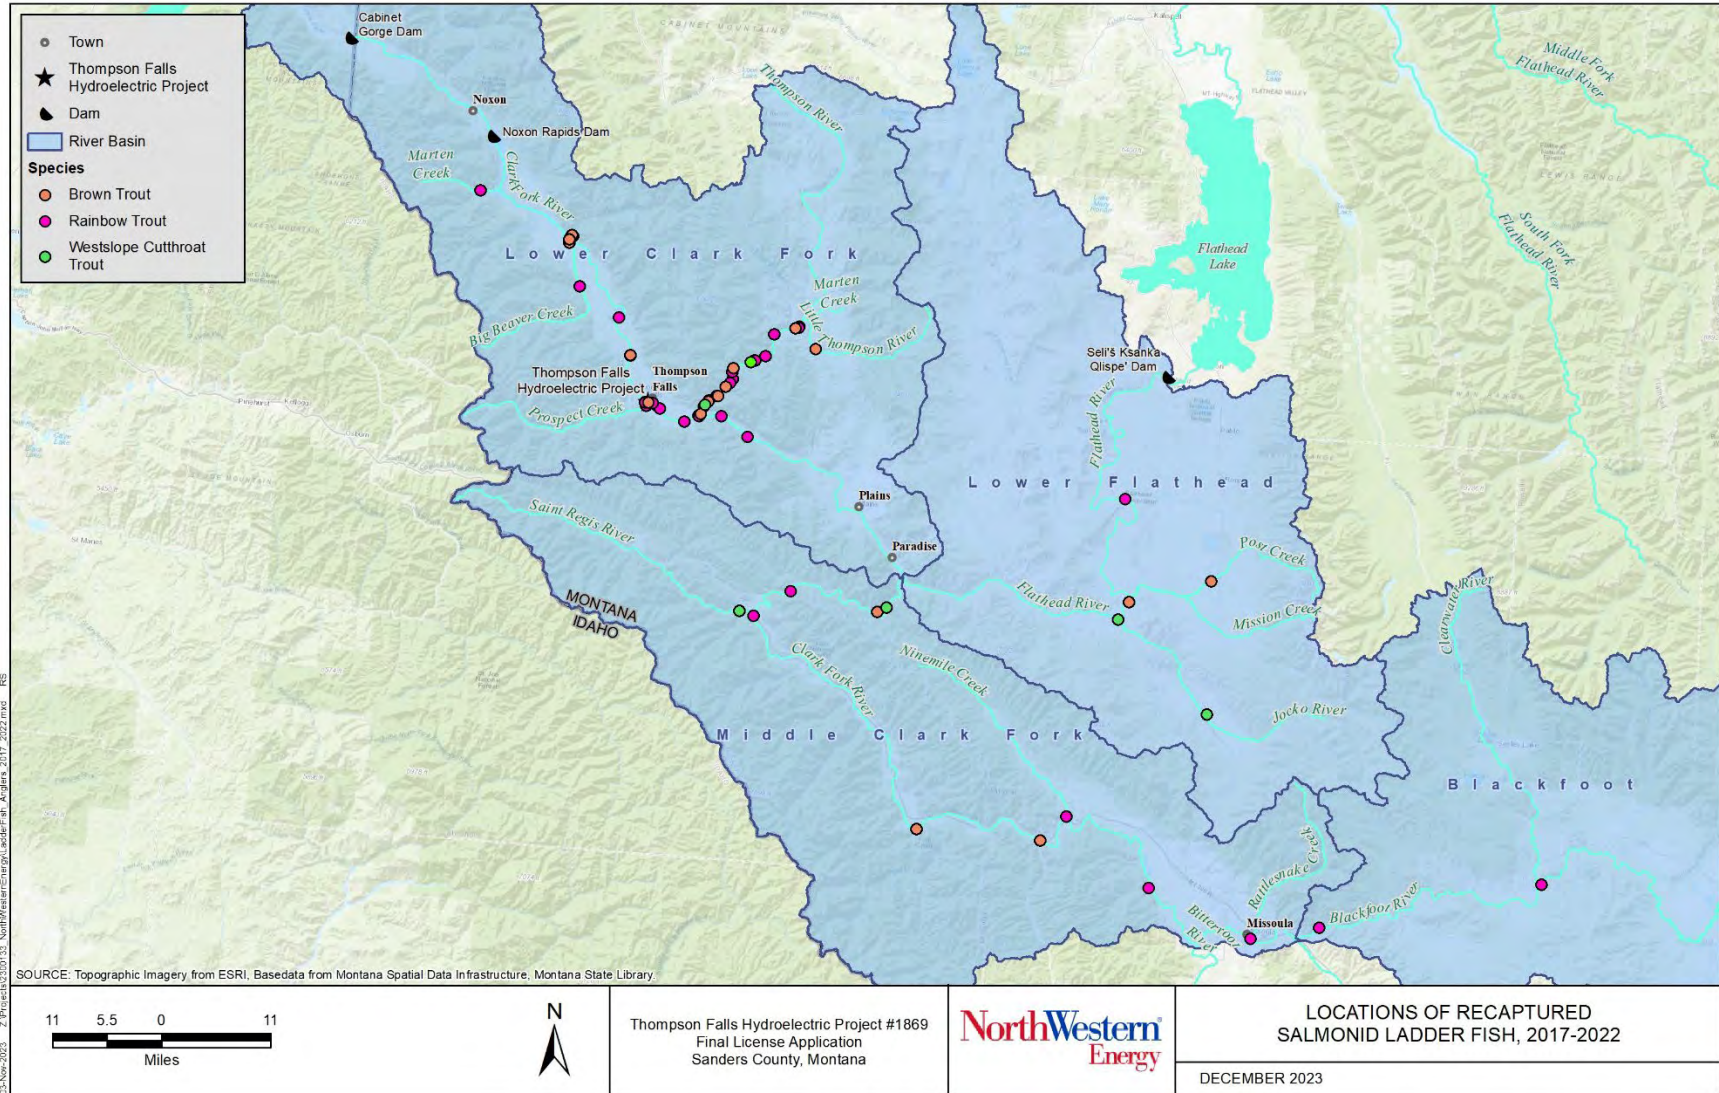 Town
Thompson Falls
Hydroelectric Project
Dam
River Basin
Species
Brown Trout
Rainbow Trout
Westslope Cutthroat
Trout
Cabinet
Gorge Dam
Noxon
Noxon Rapids Dam
Marten
Creek
Clark Fork River
Thompson River
CABINET MOUNTAINS
Kalispell
FLATHEAD VALLEY
Middle Fork
Flathead River
LEWIS RANGE
South Fork
Flathead River
Flathead
Lake
Lower Clark Fork
Marten
Creek
Little
Thompson River
Big Beaver Creek
Thompson Falls
Hydroelectric Project
Thompson
Falls
Prospect Creek
Seli'š Ksanka
Qlispe' Dam
Flathead River
Lower Flathead
Plains
Paradise
Saint Regis River
Post Creek
Flathead River
Mission Creek
MONTANA
IDAHO
Clearwater River
Ninemile Creek
Clark Fork River
Jocko River
Middle Clark Fork
Blackfoot
Rattlesnake Creek
Bitterroot
River
Missoula
Blackfoot River
SOURCE: Topographic Imagery from ESRI, Basedata from Montana Spatial Data Infrastructure, Montana State Library.
11 5.5 0 11
Miles
N
Thompson Falls Hydroelectric Project #1869
Final License Application
Sanders County, Montana
NorthWestern
Energy
LOCATIONS OF RECAPTURED
SALMONID LADDER FISH, 2017-2022
DECEMBER 2023